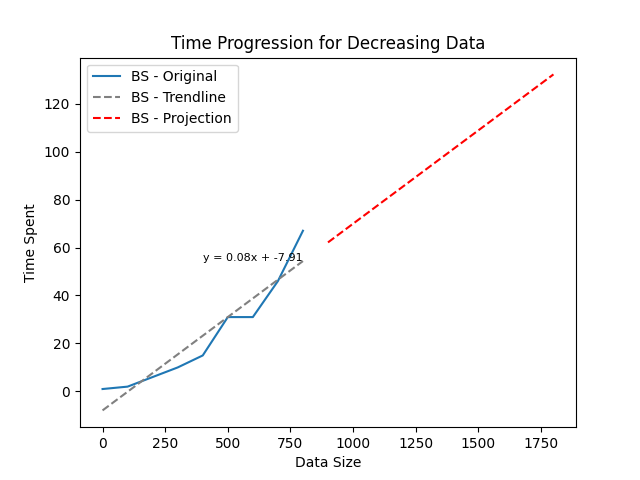 Time Progression for Decreasing Data
BS - Original
BS - Trendline
BS - Projection
y = 0.08x + -7.91
Time Spent
120
100
80
60
40
20
0
0 250 500 750 1000 1250 1500 1750
Data Size